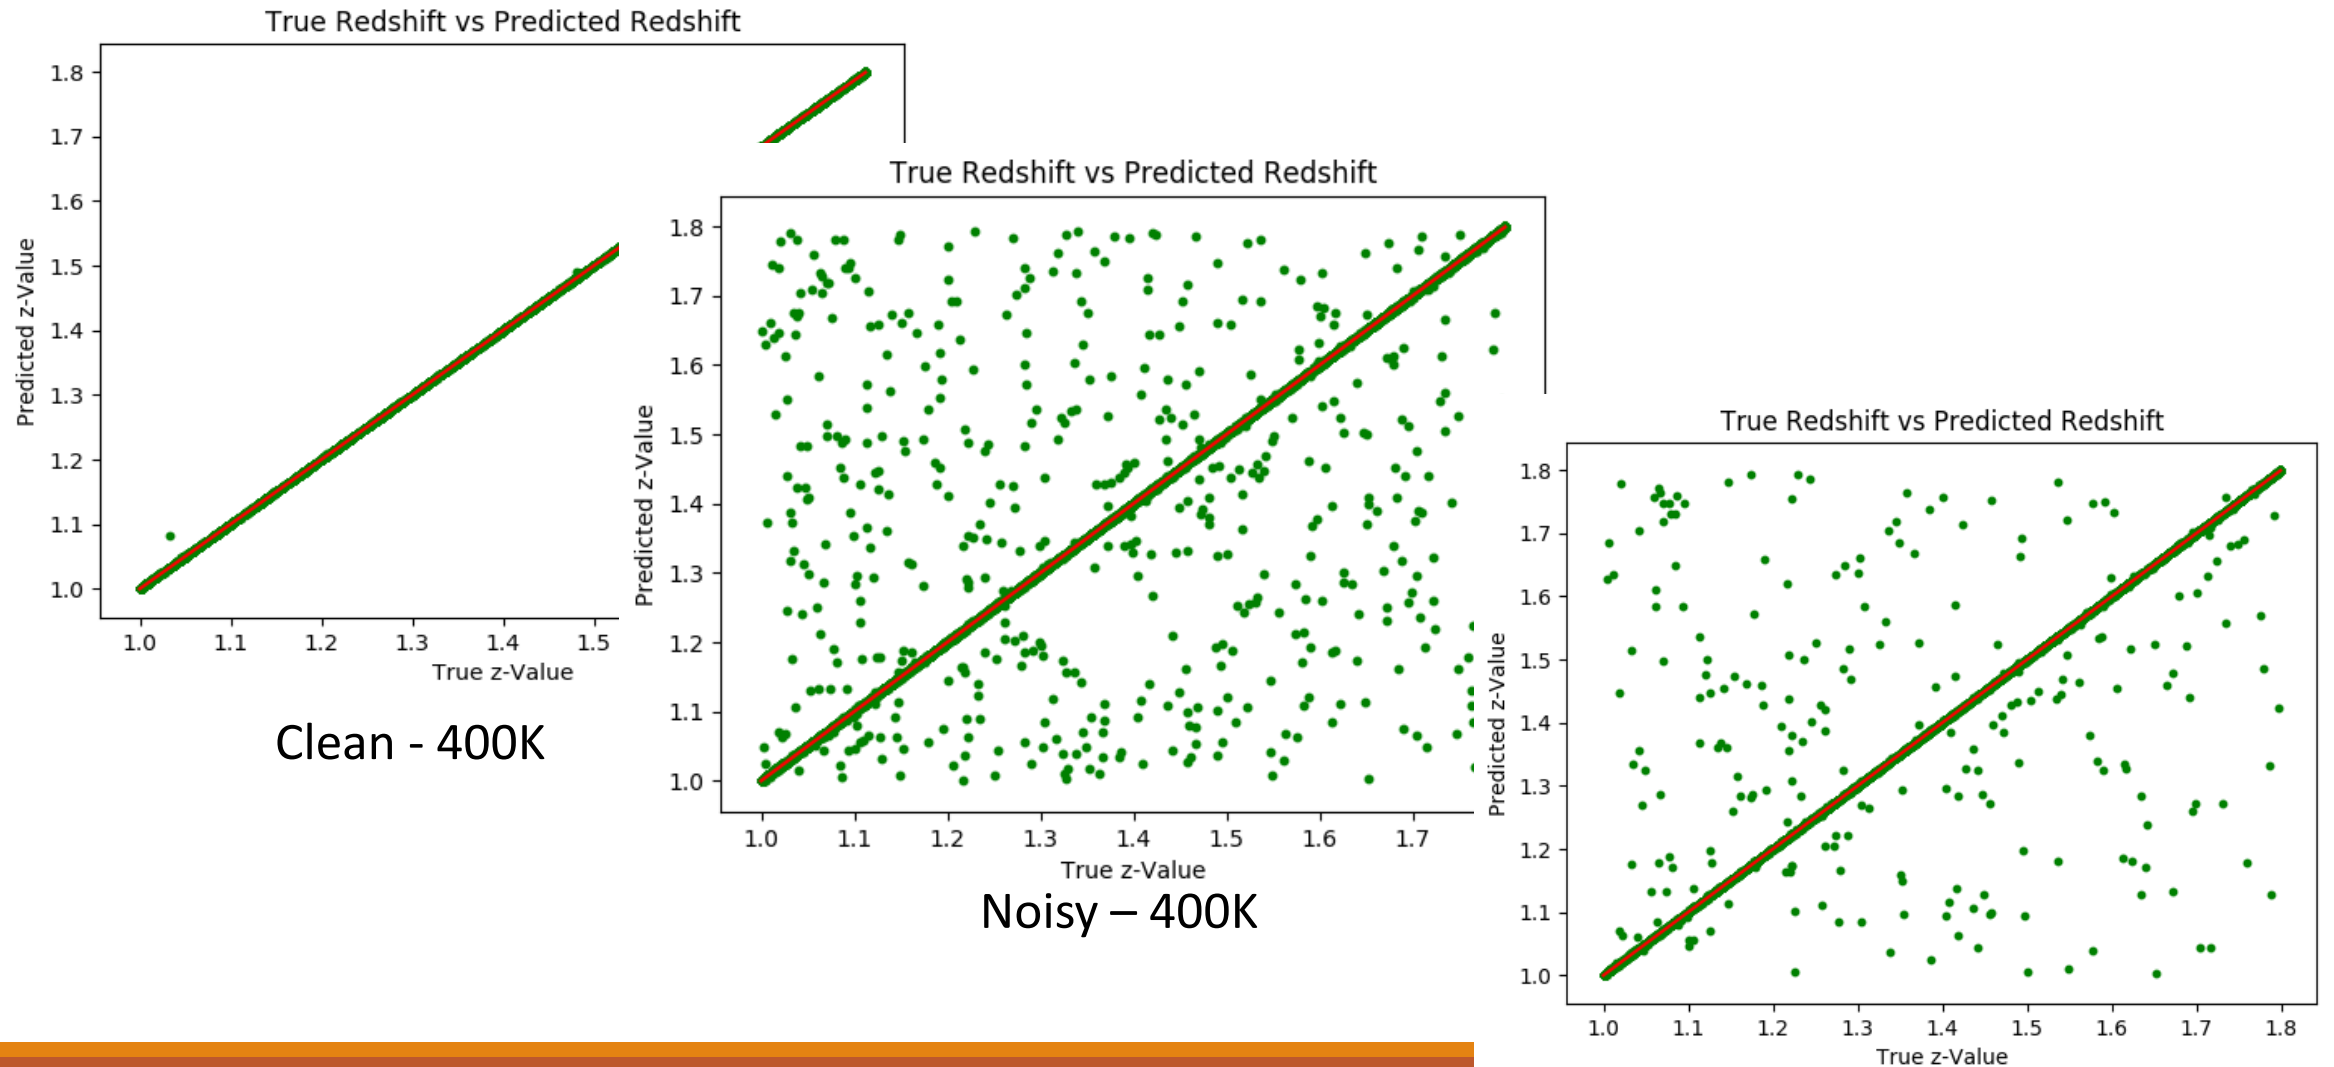 True Redshift vs Predicted Redshift
1.8
1.7
1.6
1.5
1.4
1.3
1.2
1.1
1.0
Predicted z-Value
1.0 1.1 1.2 1.3 1.4 1.5
True z-Value
Clean - 400K
True Redshift vs Predicted Redshift
1.8
1.7
1.6
1.5
1.4
1.3
1.2
1.1
1.0
Predicted z-Value
1.0 1.1 1.2 1.3 1.4 1.5 1.6 1.7
True z-Value
Noisy – 400K
True Redshift vs Predicted Redshift
1.8
1.7
1.6
1.5
1.4
1.3
1.2
1.1
1.0
Predicted z-Value
1.0 1.1 1.2 1.3 1.4 1.5 1.6 1.7 1.8
True z-Value